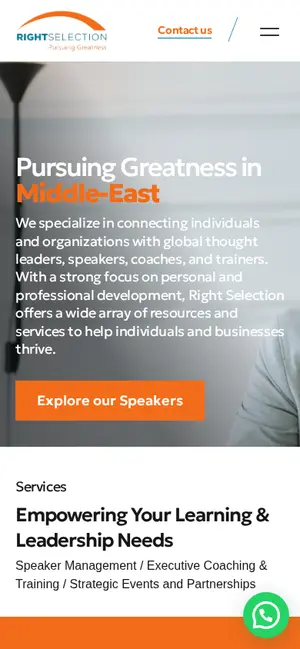 RIGHTSELECTION
Pursuing Greatness
Contact us
Pursuing Greatness in
Middle-East
We specialize in connecting individuals
and organizations with global thought
leaders, speakers, coaches, and trainers.
With a strong focus on personal and
professional development, Right Selection
offers a wide array of resources and
services to help individuals and businesses
thrive.
Explore our Speakers
Services
Empowering Your Learning &
Leadership Needs
Speaker Management / Executive Coaching &
Training / Strategic Events and Partnerships